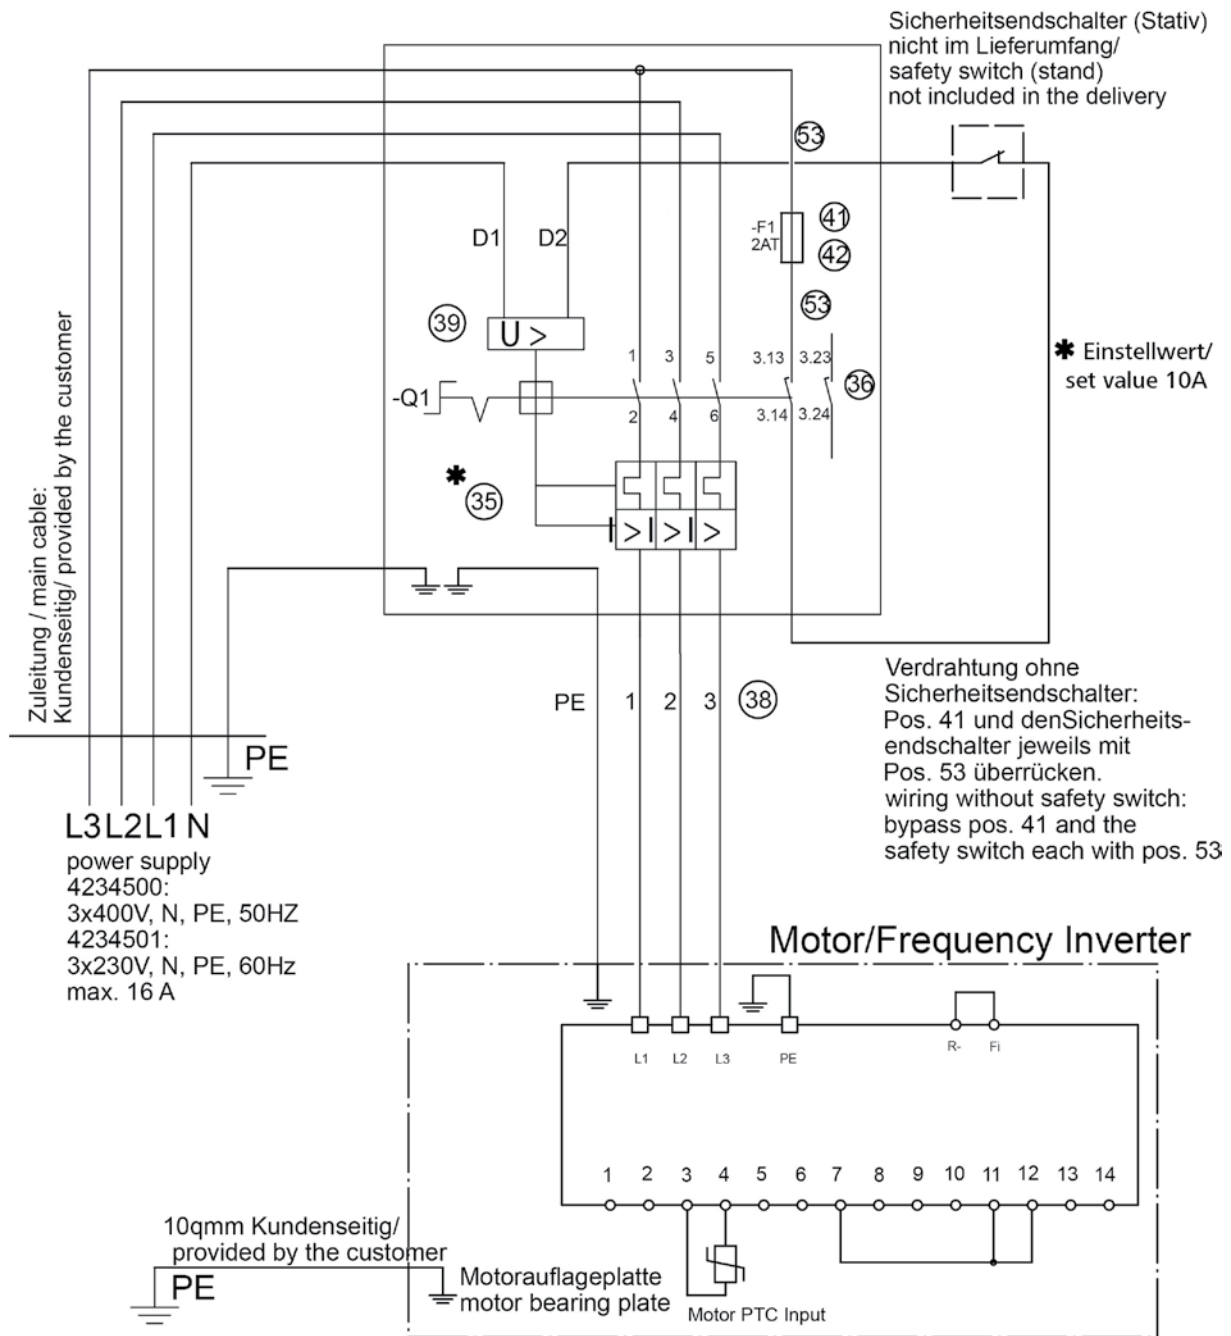 Sicherheitsendschalter (Stativ)
nicht im Lieferumfang/
safety switch (stand)
not included in the delivery
53
D1 D2
-F1
2AT
41
42
39
U >
53
✱ Einstellwert/
set value 10A
1 3 5 3.13 3.23
36
-Q1
2 4 6 3.14 3.24
✱
35
I > I > I >
Zuleitung / main cable:
Kundenseitig/ provided by the customer
PE 1 2 3 38
Verdrahtung ohne
Sicherheitsendschalter:
Pos. 41 und denSicherheits-
endschalter jeweils mit
Pos. 53 überrücken.
wiring without safety switch:
bypass pos. 41 and the
safety switch each with pos. 53
PE
L3 L2 L1 N
power supply
4234500:
3x400V, N, PE, 50HZ
4234501:
3x230V, N, PE, 60Hz
max. 16 A
Motor/Frequency Inverter
L1 L2 L3 PE R- Fi
1 2 3 4 5 6 7 8 9 10 11 12 13 14
10qmm Kundenseitig/
provided by the customer
PE
Motorauflageplatte
motor bearing plate
Motor PTC Input